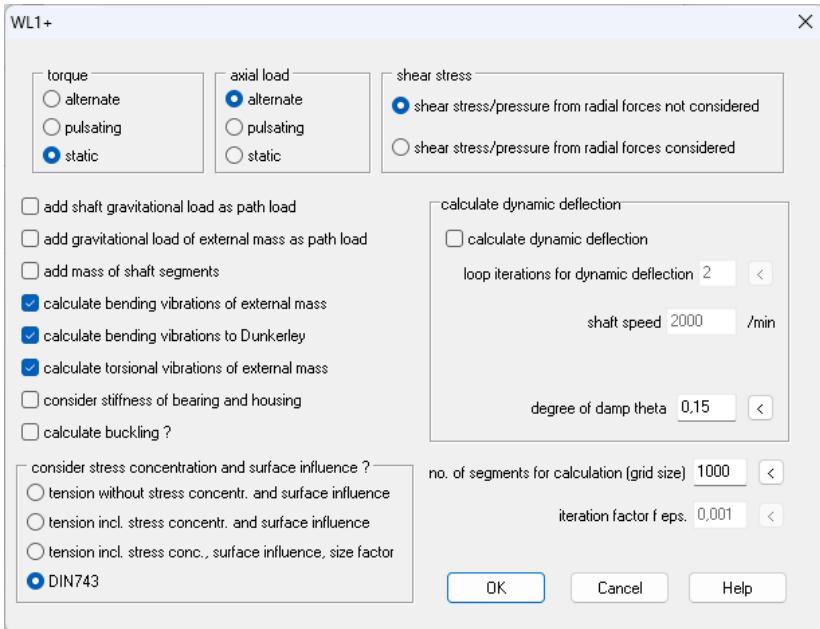 WL1+
torque
alternate
pulsating
static
axial load
alternate
pulsating
static
shear stress
shear stress/pressure from radial forces not considered
shear stress/pressure from radial forces considered
add shaft gravitational load as path load
add gravitational load of external mass as path load
add mass of shaft segments
calculate bending vibrations of external mass
calculate bending vibrations to Dunkerley
calculate torsional vibrations of external mass
consider stiffness of bearing and housing
calculate buckling ?
calculate dynamic deflection
calculate dynamic deflection
loop iterations for dynamic deflection 2 <
shaft speed 2000 /min
degree of damp theta 0,15 <
consider stress concentration and surface influence ?
tension without stress concentr. and surface influence
tension incl. stress concentr. and surface influence
tension incl. stress conc., surface influence, size factor
DIN743
no. of segments for calculation (grid size) 1000 <
iteration factor f eps. 0,001 <
OK
Cancel
Help